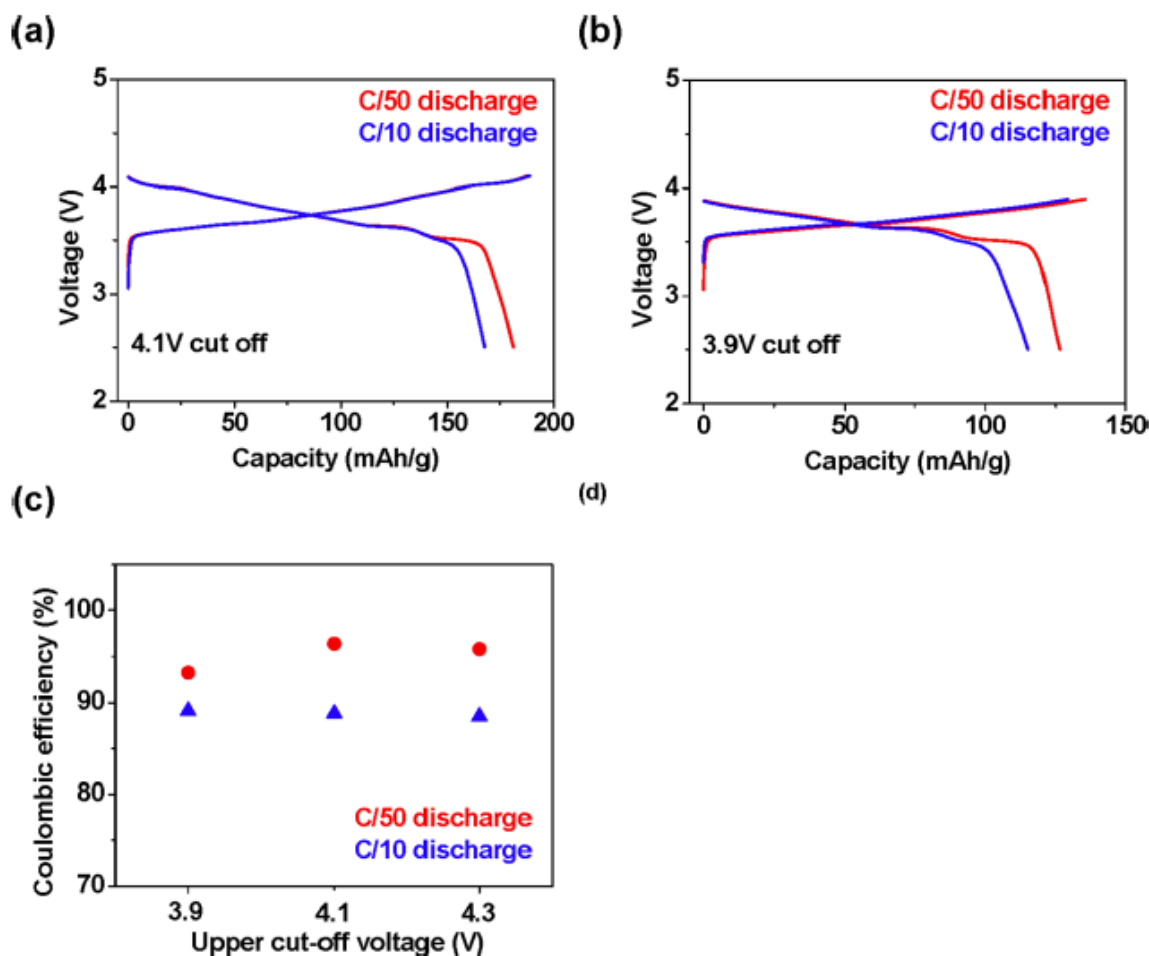 (a)
5
4
3
2
Voltage (V)
C/50 discharge
C/10 discharge
4.1V cut off
0 50 100 150 200
Capacity (mAh/g)
(b)
5
4
3
2
Voltage (V)
C/50 discharge
C/10 discharge
3.9V cut off
0 50 100 150
Capacity (mAh/g)
(c)
100
90
80
70
Coulombic efficiency (%)
C/50 discharge
C/10 discharge
3.9 4.1 4.3
Upper cut-off voltage (V)
(d)